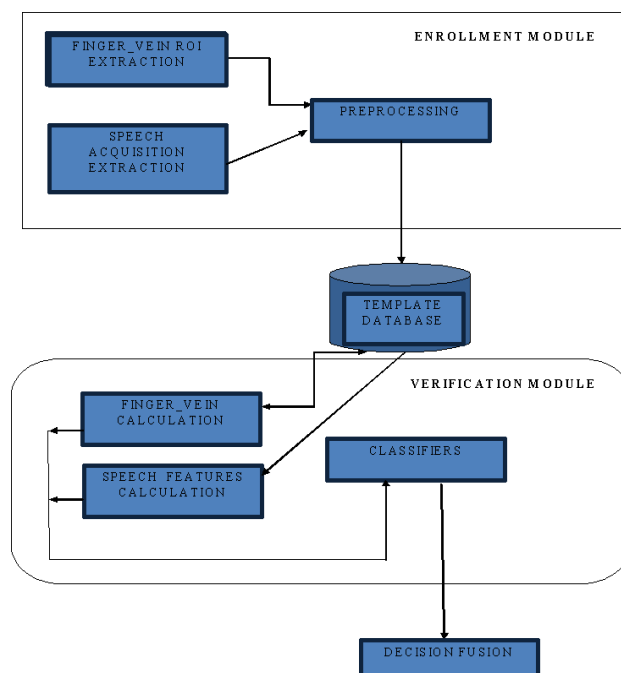 ENROLLMENT MODULE
FINGER_VEIN ROI
EXTRACTION
PREPROCESSING
SPEECH
ACQUISITION
EXTRACTION
TEMPLATE
DATABASE
VERIFICATION MODULE
FINGER_VEIN
CALCULATION
CLASSIFIERS
SPEECH FEATURES
CALCULATION
DECISION FUSION